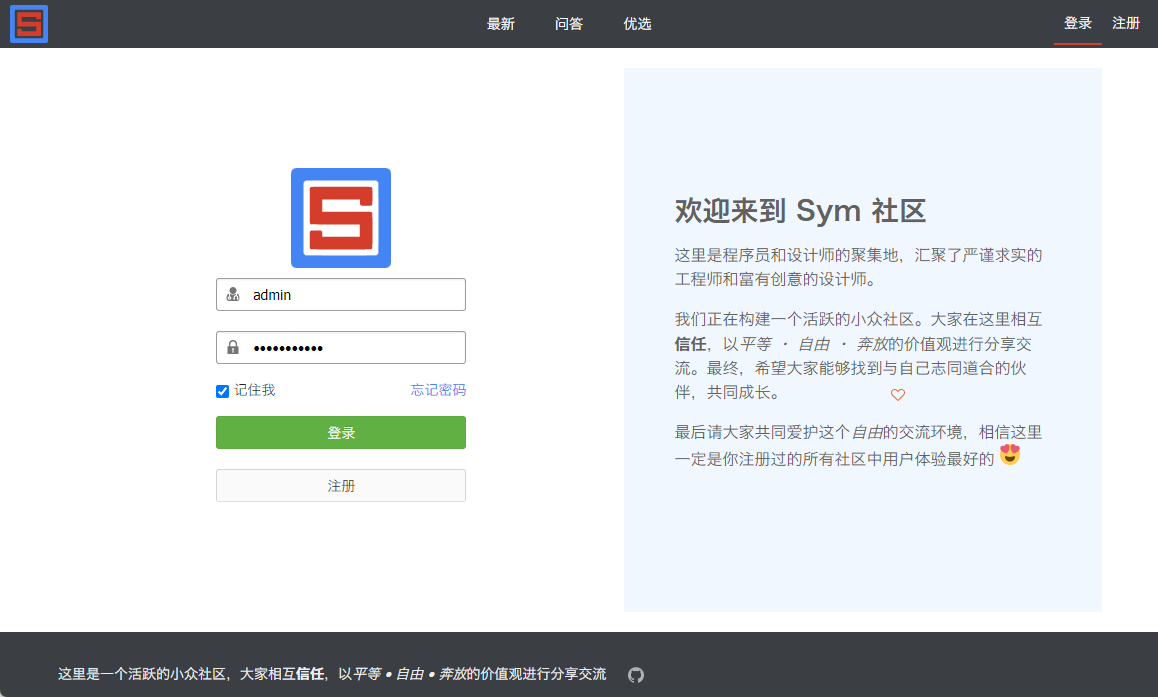 最新 问答 优选 登录 注册
admin
•••••••••••
记住我 忘记密码
登录
注册
欢迎来到 Sym 社区
这里是程序员和设计师的聚集地，汇聚了严谨求实的
工程师和富有创意的设计师。
我们正在构建一个活跃的小众社区。大家在这里相互
信任，以平等 • 自由 • 奔放的价值观进行分享交
流。最终，希望大家能够找到与自己志同道合的伙
伴，共同成长。
最后请大家共同爱护这个自由的交流环境，相信这里
一定是你注册过的所有社区中用户体验最好的 😍
这里是一个活跃的小众社区，大家相互信任，以平等 • 自由 • 奔放的价值观进行分享交流